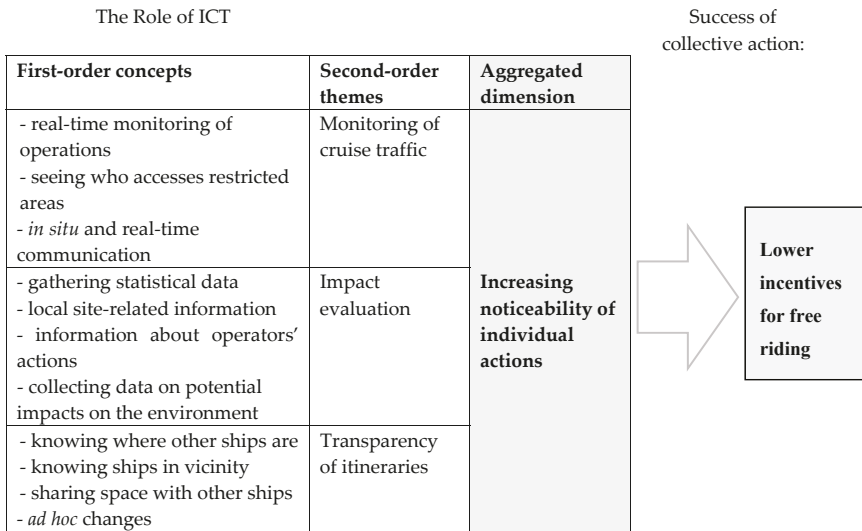 The Role of ICT
Success of
collective action:
First-order concepts
Second-order
themes
Aggregated
dimension
- real-time monitoring of
operations
- seeing who accesses restricted
areas
- in situ and real-time
communication
Monitoring of
cruise traffic
- gathering statistical data
- local site-related information
- information about operators’
actions
- collecting data on potential
impacts on the environment
Impact
evaluation
- knowing where other ships are
- knowing ships in vicinity
- sharing space with other ships
- ad hoc changes
Transparency
of itineraries
Increasing
noticeability of
individual
actions
Lower
incentives
for free
riding